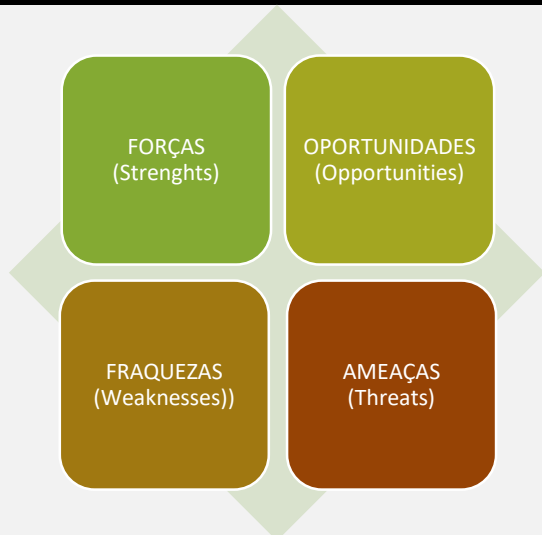 FORÇAS
(Strenghts)
OPORTUNIDADES
(Opportunities)
FRAQUEZAS
(Weaknesses))
AMEAÇAS
(Threats)